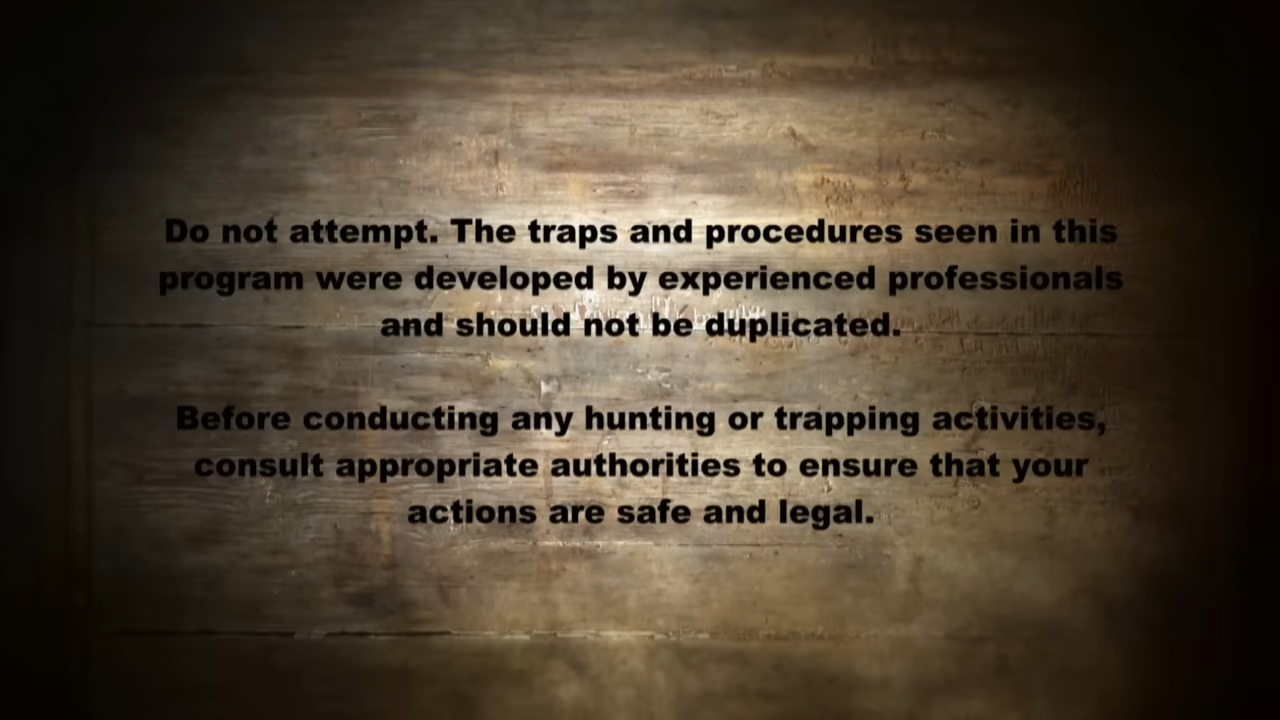 Do not attempt. The traps and procedures seen in this
program were developed by experienced professionals
and should not be duplicated.
Before conducting any hunting or trapping activities,
consult appropriate authorities to ensure that your
actions are safe and legal.